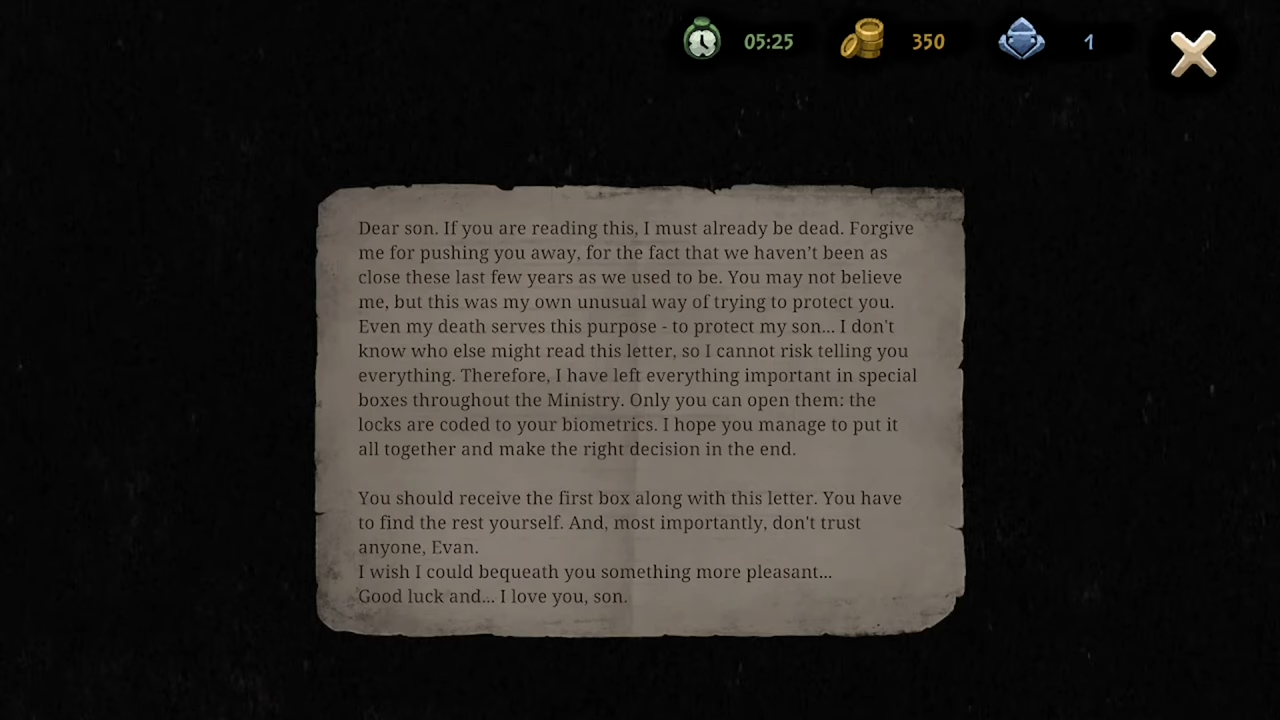 05:25 350 1
Dear son. If you are reading this, I must already be dead. Forgive
me for pushing you away, for the fact that we haven't been as
close these last few years as we used to be. You may not believe
me, but this was my own unusual way of trying to protect you.
Even my death serves this purpose - to protect my son... I don't
know who else might read this letter, so I cannot risk telling you
everything. Therefore, I have left everything important in special
boxes throughout the Ministry. Only you can open them: the
locks are coded to your biometrics. I hope you manage to put it
all together and make the right decision in the end.
You should receive the first box along with this letter. You have
to find the rest yourself. And, most importantly, don't trust
anyone, Evan.
I wish I could bequeath you something more pleasant...
Good luck and... I love you, son.